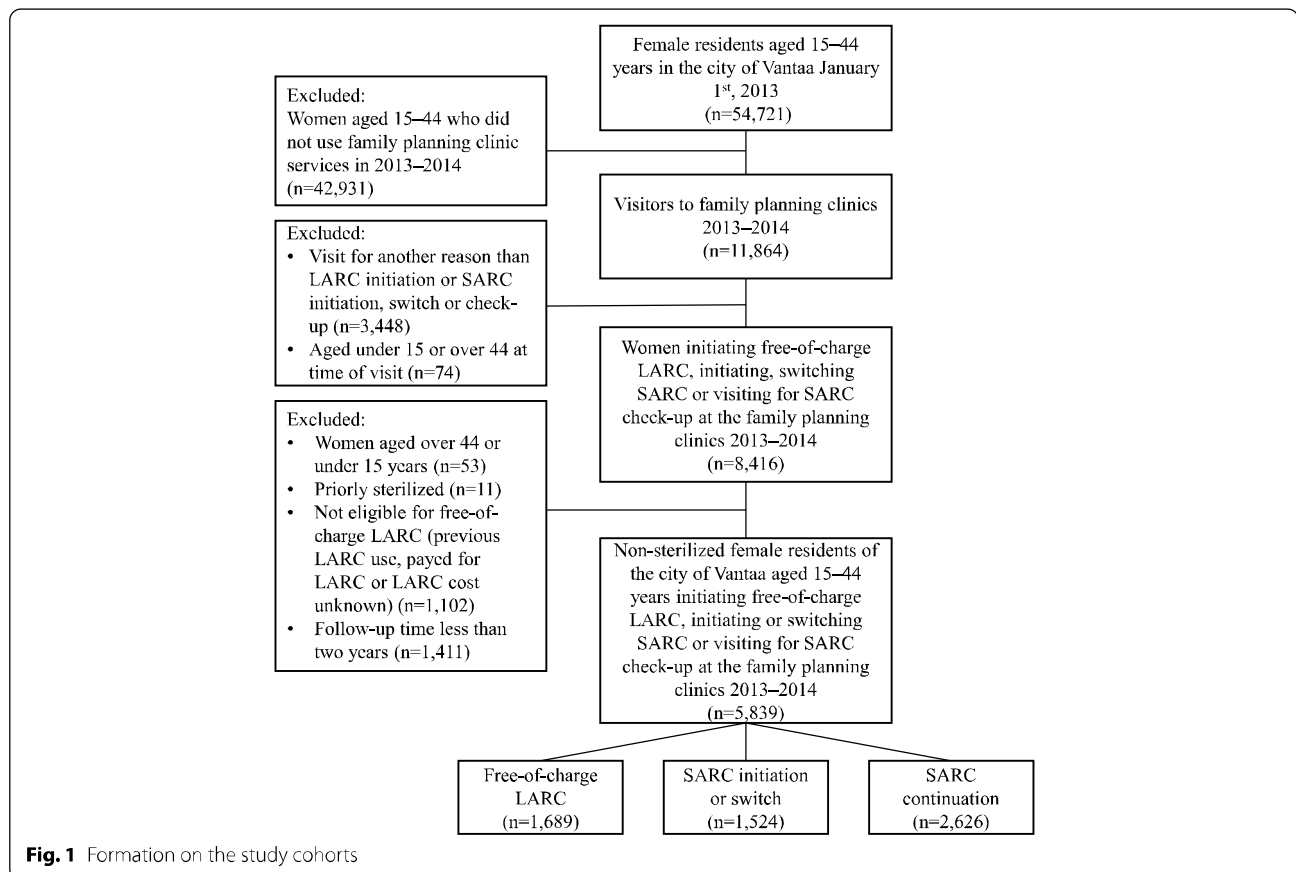 Female residents aged 15–44
years in the city of Vantaa January
1st, 2013
(n=54,721)
Excluded:
Women aged 15–44 who did
not use family planning clinic
services in 2013–2014
(n=42,931)
Visitors to family planning clinics
2013–2014
(n=11,864)
Excluded:
• Visit for another reason than
LARC initiation or SARC
initiation, switch or check-
up (n=3,448)
• Aged under 15 or over 44 at
time of visit (n=74)
Women initiating free-of-charge
LARC, initiating, switching
SARC or visiting for SARC
check-up at the family planning
clinics 2013–2014
(n=8,416)
Excluded:
• Women aged over 44 or
under 15 years (n=53)
• Priorly sterilized (n=11)
• Not eligible for free-of-
charge LARC (previous
LARC use, payed for
LARC or LARC cost
unknown) (n=1,102)
• Follow-up time less than
two years (n=1,411)
Non-sterilized female residents of
the city of Vantaa aged 15–44
years initiating free-of-charge
LARC, initiating or switching
SARC or visiting for SARC
check-up at the family planning
clinics 2013–2014
(n=5,839)
Free-of-charge
LARC
(n=1,689)
SARC initiation
or switch
(n=1,524)
SARC
continuation
(n=2,626)
Fig. 1 Formation on the study cohorts